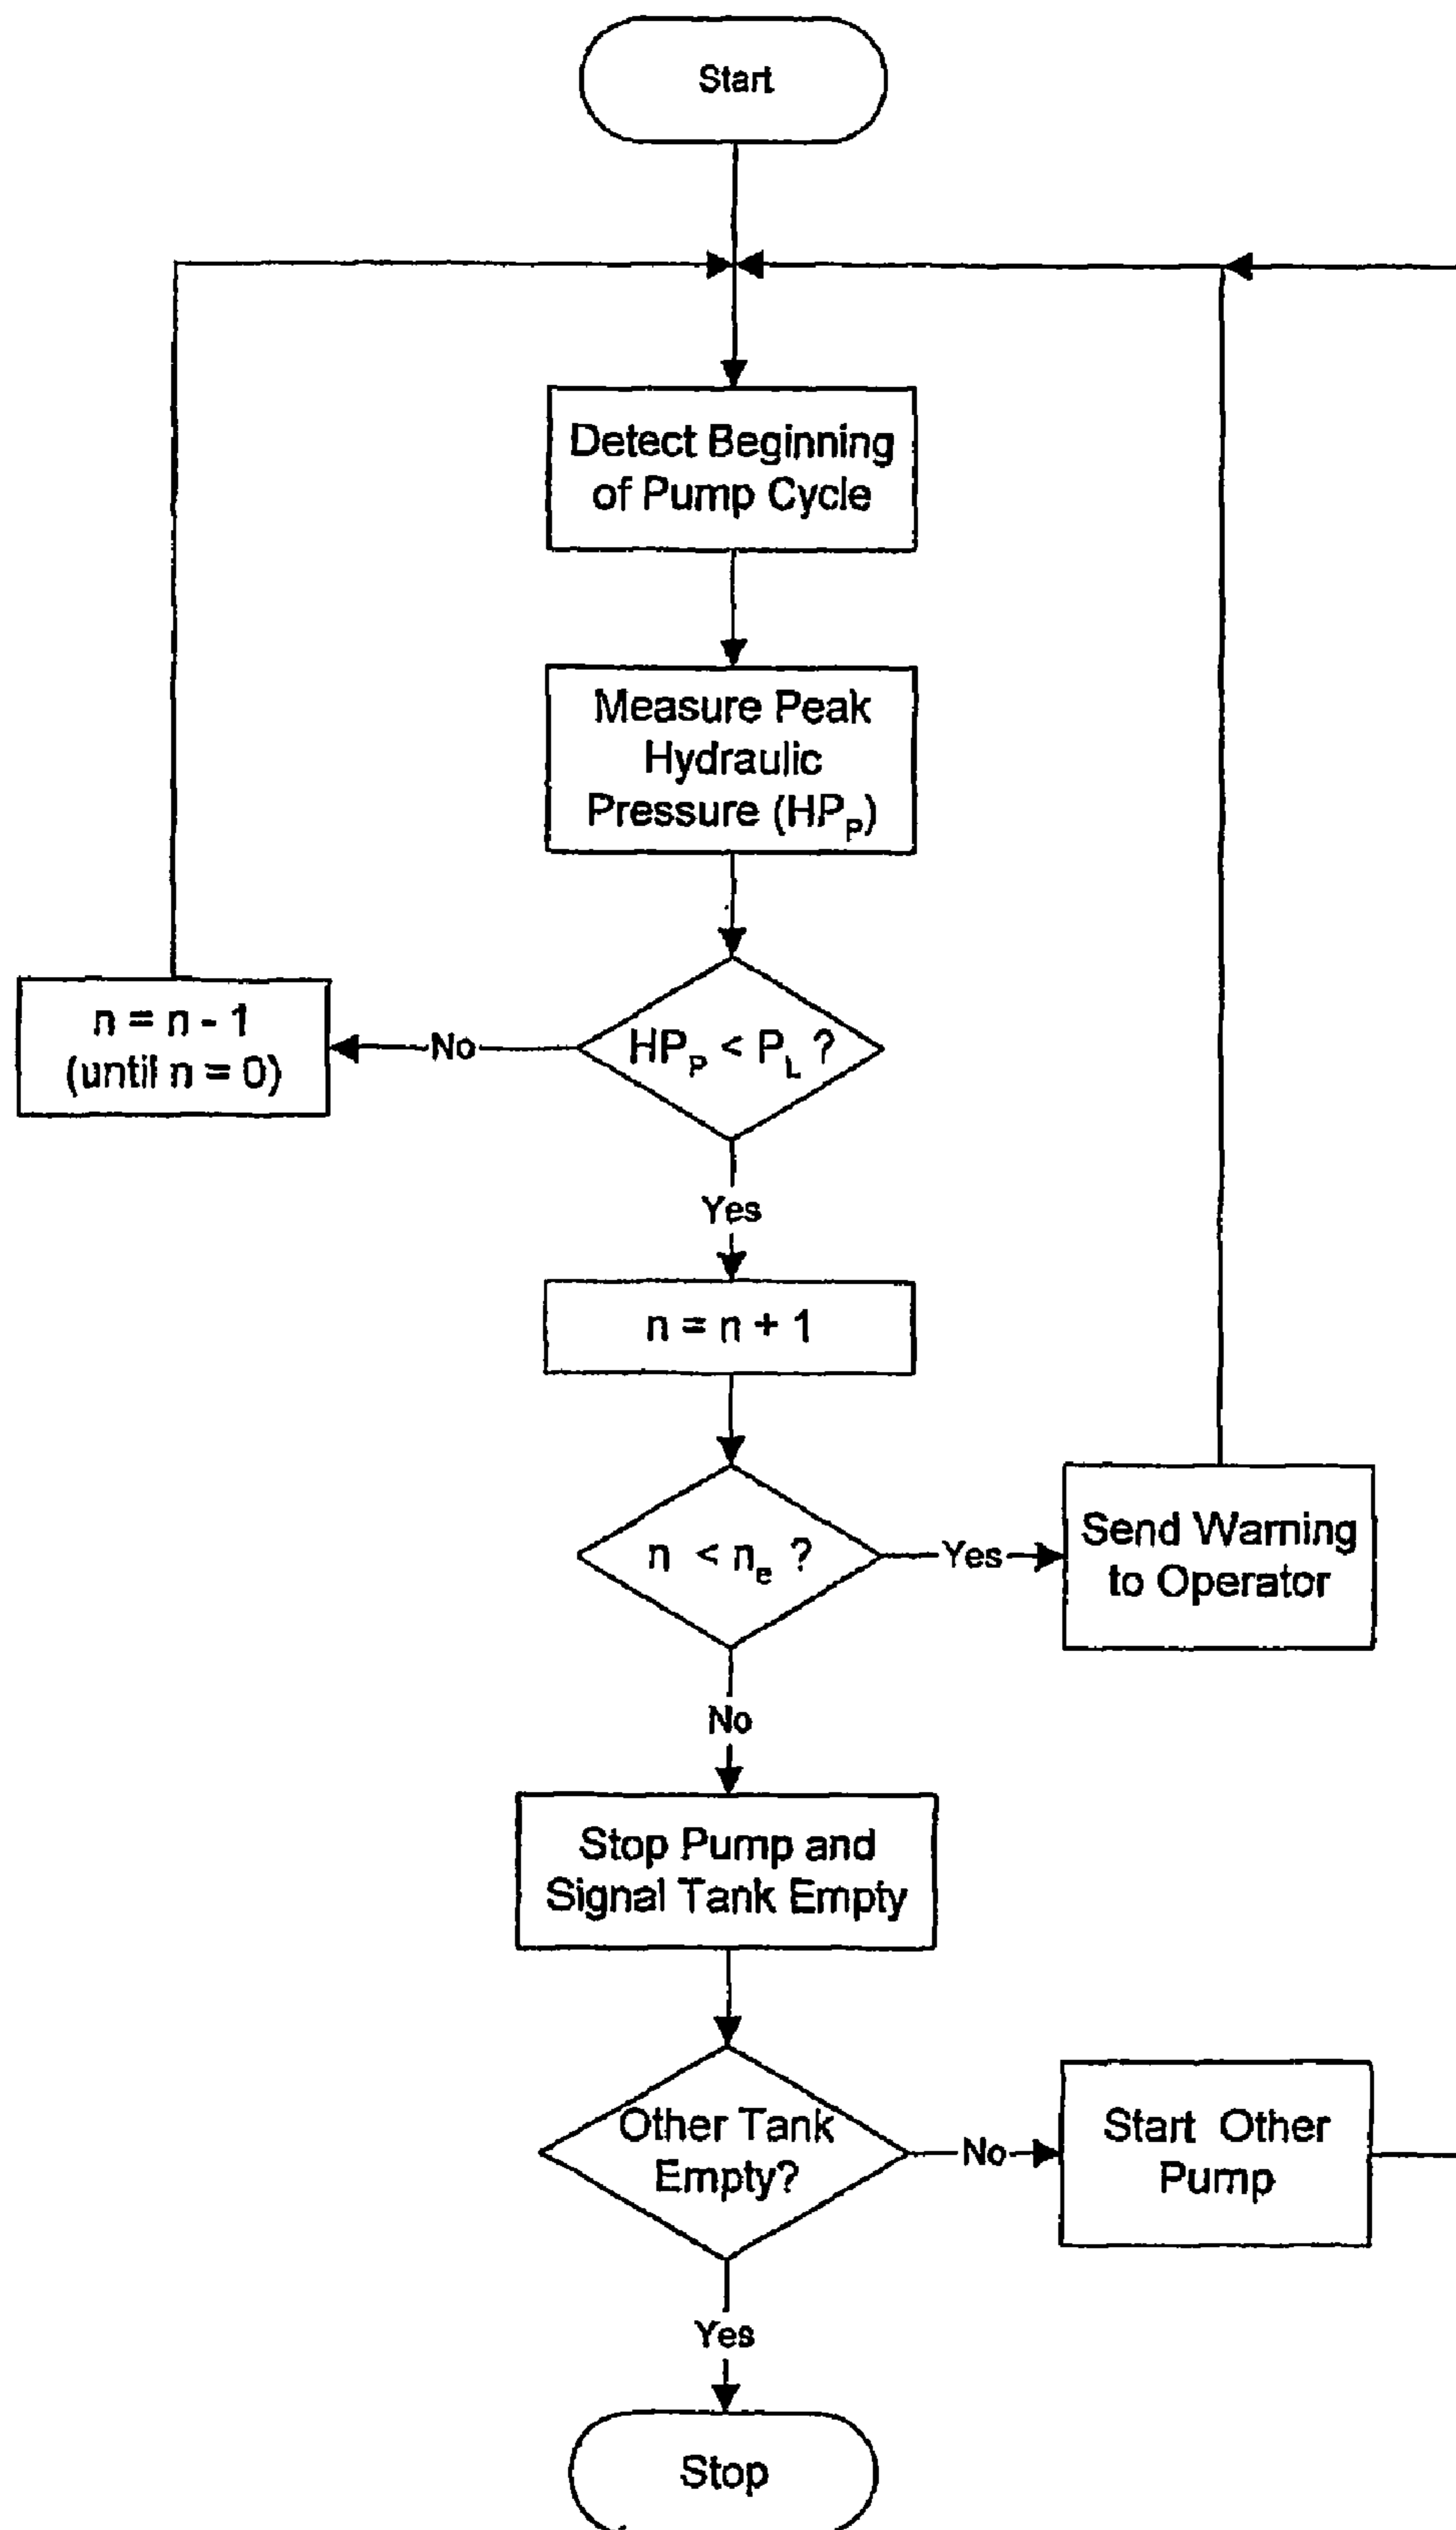 Start
Detect Beginning
of Pump Cycle
Measure Peak
Hydraulic
Pressure (HP_P)
HP_P < P_L ?
No
n = n - 1
(until n = 0)
Yes
n = n + 1
n < n_e ?
Yes
Send Warning
to Operator
No
Stop Pump and
Signal Tank Empty
Other Tank
Empty?
No
Start Other
Pump
Yes
Stop